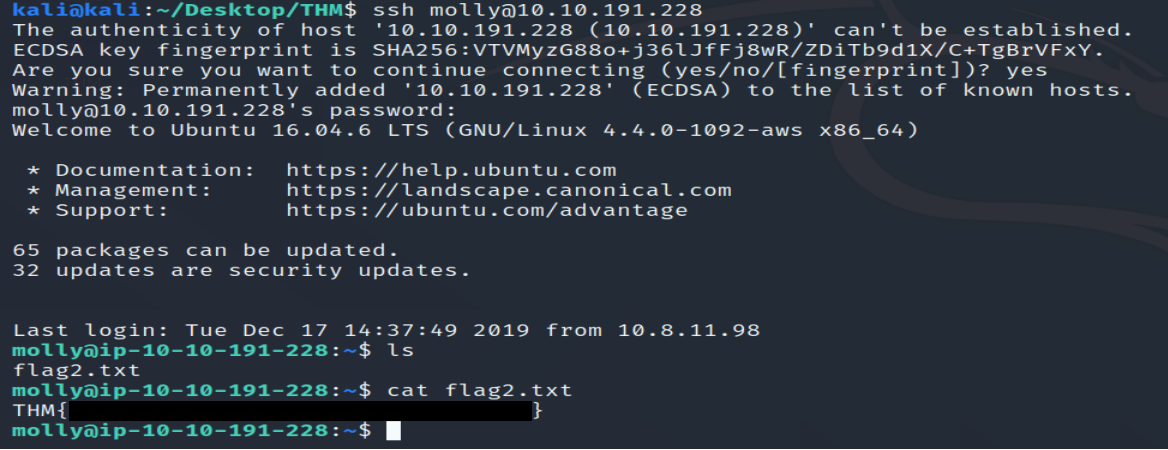 kali@kali:~/Desktop/THM$ ssh molly@10.10.191.228
The authenticity of host '10.10.191.228 (10.10.191.228)' can't be established.
ECDSA key fingerprint is SHA256:VTVMyzG88o+j36lJfFj8wR/ZDiTb9d1X/C+TgBrVFxY.
Are you sure you want to continue connecting (yes/no/[fingerprint])? yes
Warning: Permanently added '10.10.191.228' (ECDSA) to the list of known hosts.
molly@10.10.191.228's password:
Welcome to Ubuntu 16.04.6 LTS (GNU/Linux 4.4.0-1092-aws x86_64)
* Documentation:  https://help.ubuntu.com
* Management:     https://landscape.canonical.com
* Support:        https://ubuntu.com/advantage
65 packages can be updated.
32 updates are security updates.
Last login: Tue Dec 17 14:37:49 2019 from 10.8.11.98
molly@ip-10-10-191-228:~$ ls
flag2.txt
molly@ip-10-10-191-228:~$ cat flag2.txt
THM{ }
molly@ip-10-10-191-228:~$